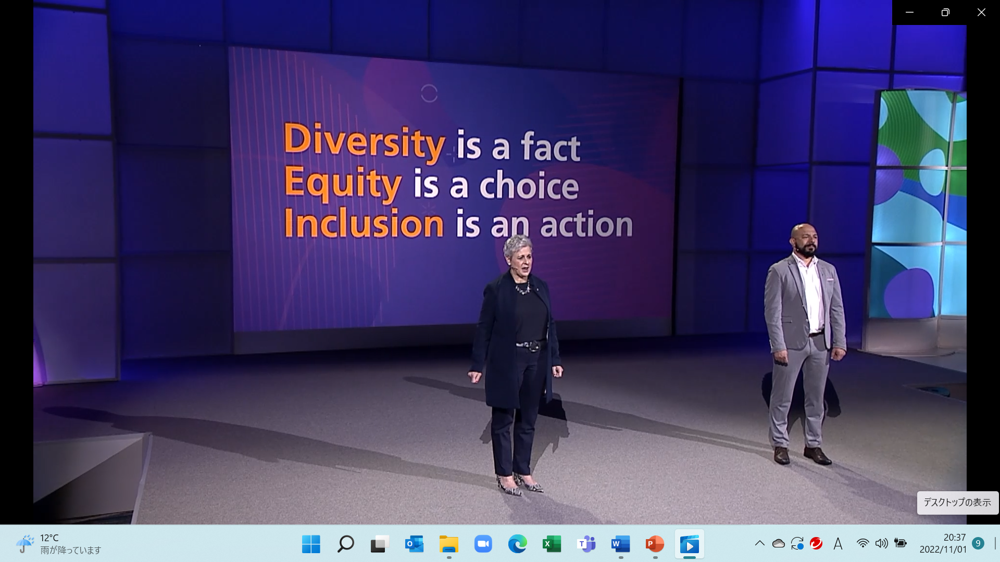 Diversity is a fact
Equity is a choice
Inclusion is an action
デスクトップの表示
12°C
雨が降っています
A
20:37
2022/11/01
9